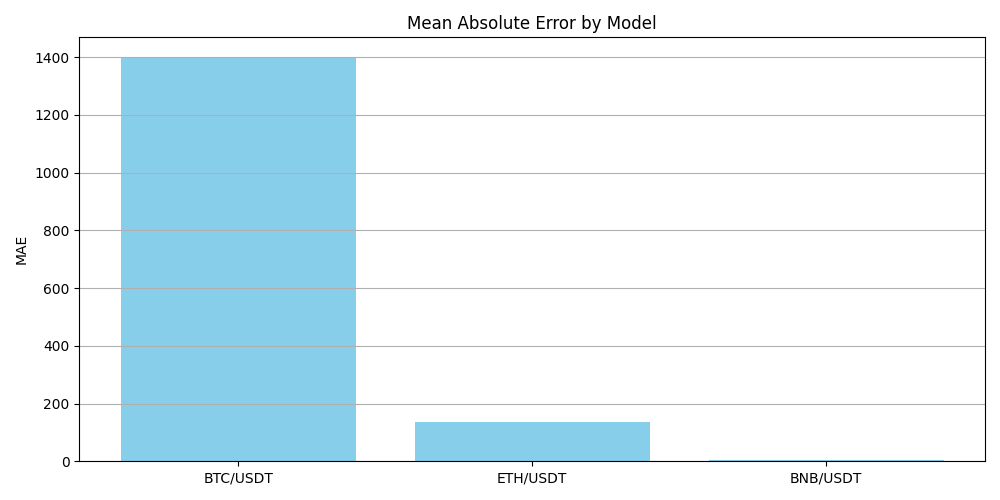 Mean Absolute Error by Model
1400
1200
1000
800
600
400
200
0
MAE
BTC/USDT
ETH/USDT
BNB/USDT